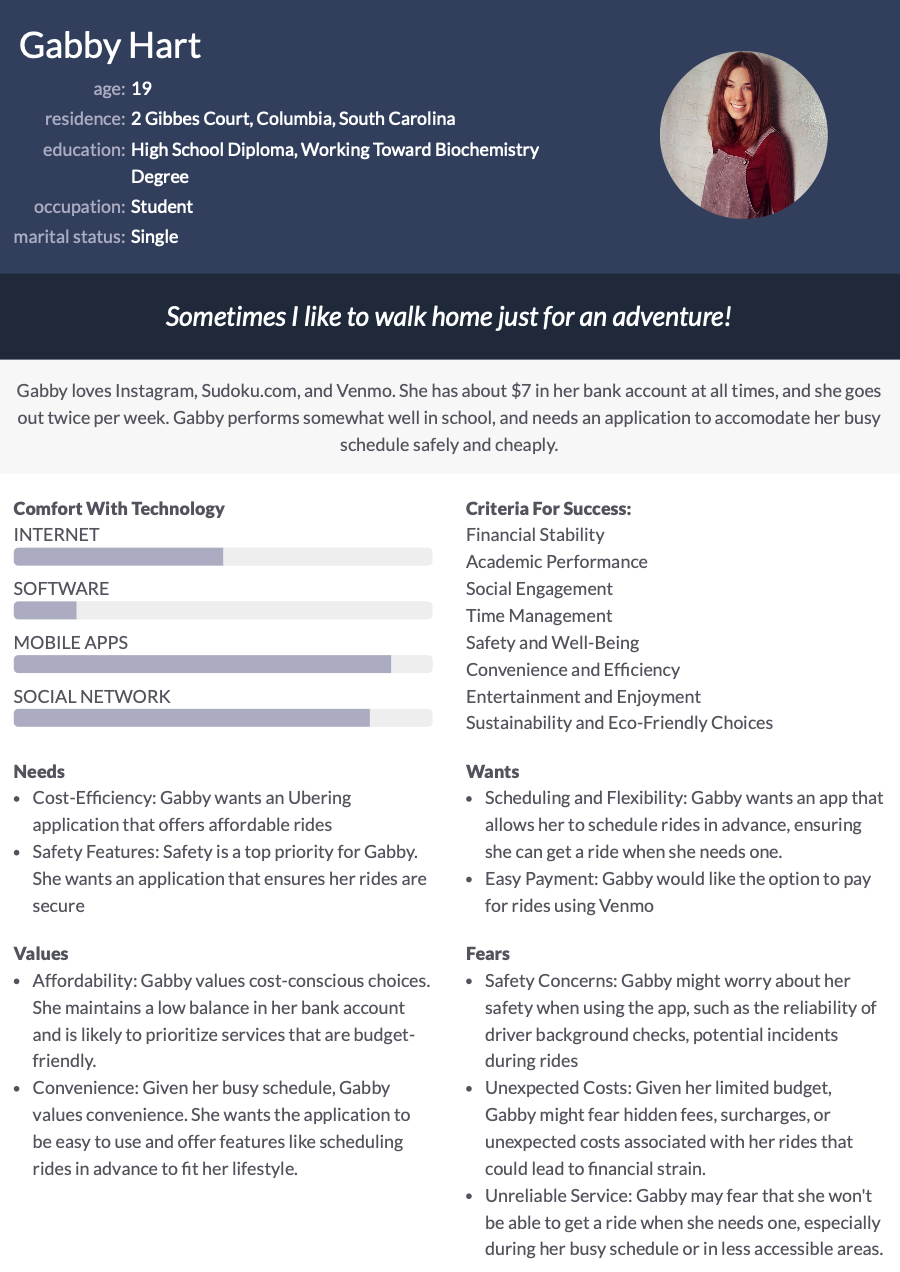 Gabby Hart
age: 19
residence: 2 Gibbes Court, Columbia, South Carolina
education: High School Diploma, Working Toward Biochemistry
Degree
occupation: Student
marital status: Single
Sometimes I like to walk home just for an adventure!
Gabby loves Instagram, Sudoku.com, and Venmo. She has about $7 in her bank account at all times, and she goes
out twice per week. Gabby performs somewhat well in school, and needs an application to accomodate her busy
schedule safely and cheaply.
Comfort With Technology
INTERNET
SOFTWARE
MOBILE APPS
SOCIAL NETWORK
Criteria For Success:
Financial Stability
Academic Performance
Social Engagement
Time Management
Safety and Well-Being
Convenience and Efficiency
Entertainment and Enjoyment
Sustainability and Eco-Friendly Choices
Needs
• Cost-Efficiency: Gabby wants an Ubering
application that offers affordable rides
• Safety Features: Safety is a top priority for Gabby.
She wants an application that ensures her rides are
secure
Wants
• Scheduling and Flexibility: Gabby wants an app that
allows her to schedule rides in advance, ensuring
she can get a ride when she needs one.
• Easy Payment: Gabby would like the option to pay
for rides using Venmo
Values
• Affordability: Gabby values cost-conscious choices.
She maintains a low balance in her bank account
and is likely to prioritize services that are budget-
friendly.
• Convenience: Given her busy schedule, Gabby
values convenience. She wants the application to
be easy to use and offer features like scheduling
rides in advance to fit her lifestyle.
Fears
• Safety Concerns: Gabby might worry about her
safety when using the app, such as the reliability of
driver background checks, potential incidents
during rides
• Unexpected Costs: Given her limited budget,
Gabby might fear hidden fees, surcharges, or
unexpected costs associated with her rides that
could lead to financial strain.
• Unreliable Service: Gabby may fear that she won't
be able to get a ride when she needs one, especially
during her busy schedule or in less accessible areas.